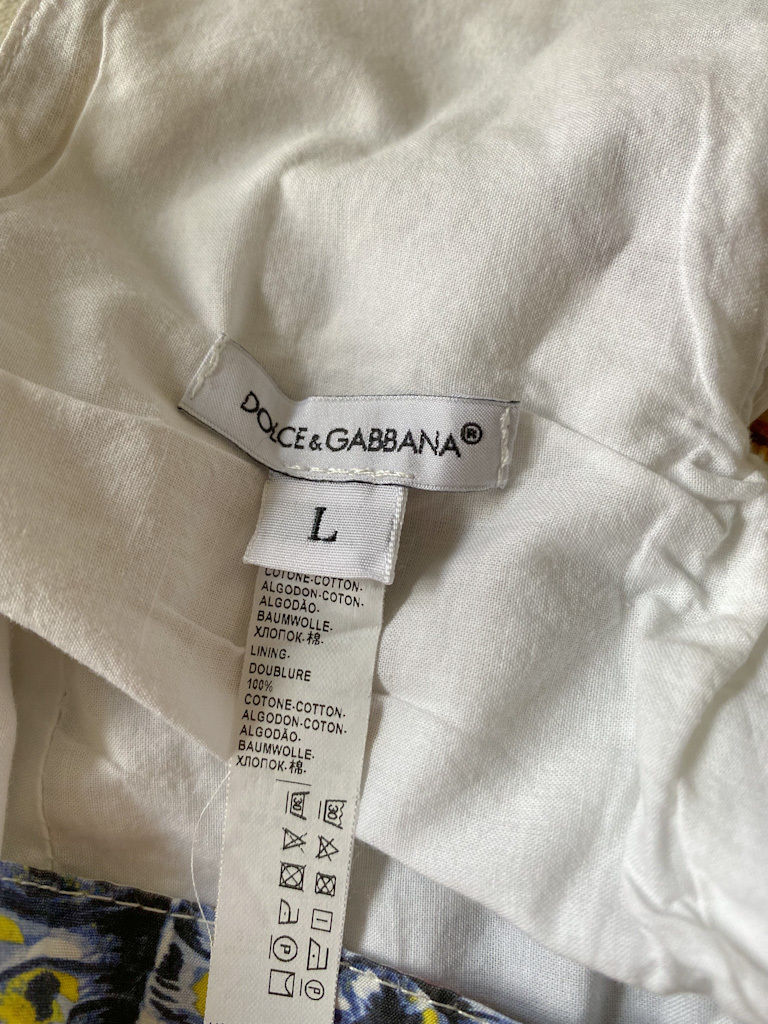 DOLCE&GABBANA®
L
COTONE-COTTON-
ALGODON-COTON-
ALGODÃO-
BAUMWOLLE-
ХЛОПОК-棉-
LINING-
DOUBLURE
100%
COTONE-COTTON-
ALGODON-COTON-
ALGODÃO-
BAUMWOLLE-
ХЛОПОК-棉-
30 30
P
P